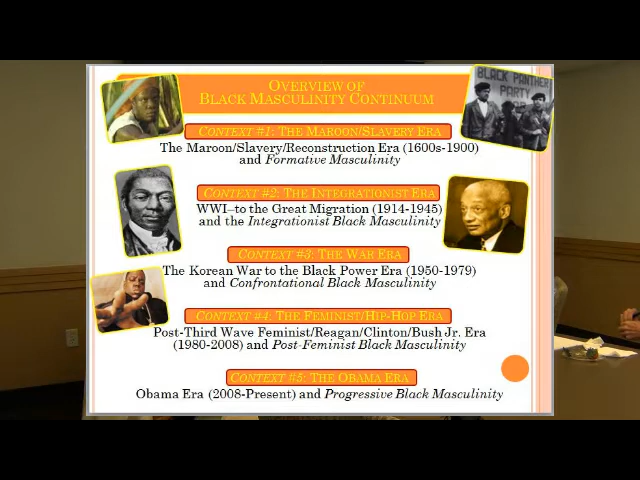 OVERVIEW OF
BLACK MASCULINITY CONTINUUM
BLACK PANTHER
PARTY
CONTEXT #1: THE MAROON/SLAVERY ERA
The Maroon/Slavery/Reconstruction Era (1600s-1900)
and Formative Masculinity
CONTEXT #2: THE INTEGRATIONIST ERA
WWI–to the Great Migration (1914-1945)
and the Integrationist Black Masculinity
CONTEXT #3: THE WAR ERA
The Korean War to the Black Power Era (1950-1979)
and Confrontational Black Masculinity
CONTEXT #4: THE FEMINIST/HIP-HOP ERA
Post-Third Wave Feminist/Reagan/Clinton/Bush Jr. Era
(1980-2008) and Post-Feminist Black Masculinity
CONTEXT #5: THE OBAMA ERA
Obama Era (2008-Present) and Progressive Black Masculinity